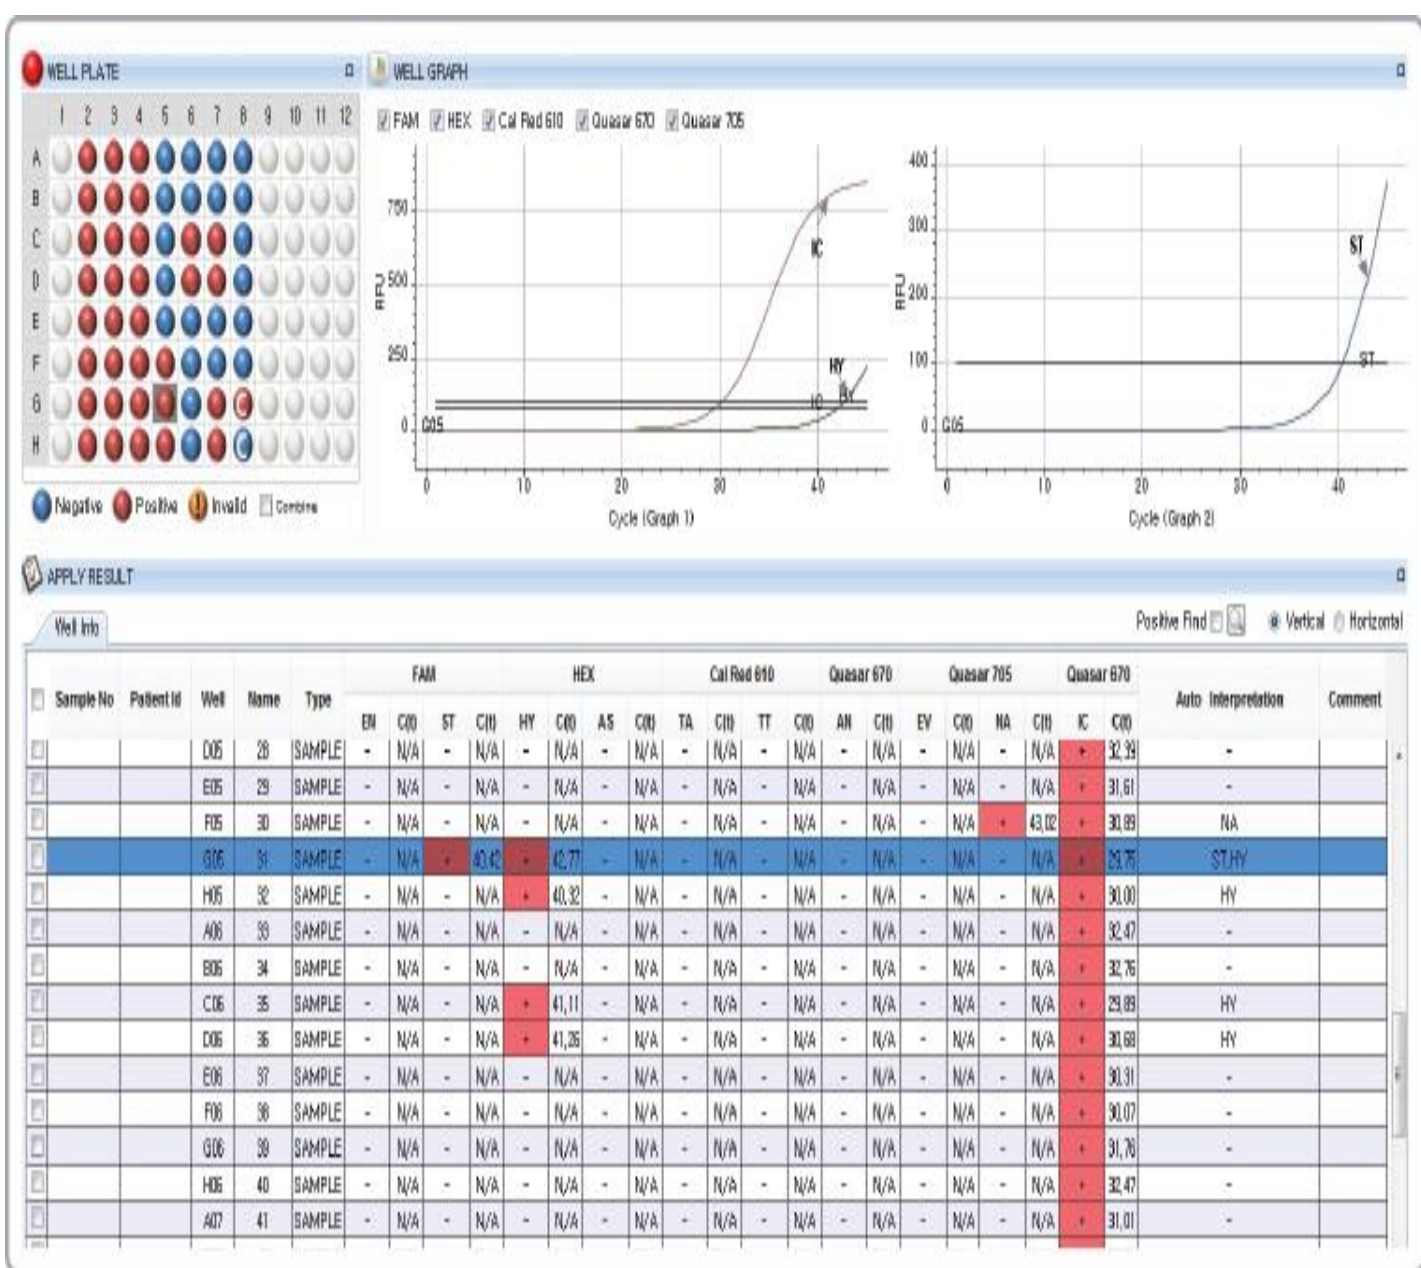 WELL PLATE
1 2 3 4 5 6 7 8 9 10 11 12
A
B
C
D
E
F
G
H
C
C
Negative Positive ! Invalid Combine
WELL GRAPH
FAM HEX Cal Red 610 Quasar 670 Quasar 705
RFU
750
500
250
0
IC
HY
IC
G05
0 10 20 30 40
Cycle (Graph 1)
RFU
400
300
200
100
0
ST
ST
G05
0 10 20 30 40
Cycle (Graph 2)
APPLY RESULT
Well Info
Positive Find Vertical Horizontal
FAM HEX Cal Red 610 Quasar 670 Quasar 705 Quasar 670
Sample No Patient Id Well Name Type EN C(t) ST C(t) HY C(t) AS C(t) TA C(t) TT C(t) AN C(t) EV C(t) NA C(t) IC C(t) Auto Interpretation Comment
D05 28 SAMPLE - N/A - N/A - N/A - N/A - N/A - N/A - N/A - N/A - N/A + 32,39 -
E05 29 SAMPLE - N/A - N/A - N/A - N/A - N/A - N/A - N/A - N/A - N/A + 31,61 -
F05 30 SAMPLE - N/A - N/A - N/A - N/A - N/A - N/A - N/A - N/A + 43,02 + 30,89 NA
G05 31 SAMPLE - N/A + 40,42 + 42,77 - N/A - N/A - N/A - N/A - N/A - N/A + 29,76 ST,HY
H05 32 SAMPLE - N/A - N/A + 40,32 - N/A - N/A - N/A - N/A - N/A - N/A + 30,00 HY
A06 33 SAMPLE - N/A - N/A - N/A - N/A - N/A - N/A - N/A - N/A - N/A + 32,47 -
B06 34 SAMPLE - N/A - N/A - N/A - N/A - N/A - N/A - N/A - N/A - N/A + 32,76 -
C06 35 SAMPLE - N/A - N/A + 41,11 - N/A - N/A - N/A - N/A - N/A - N/A + 29,89 HY
D06 36 SAMPLE - N/A - N/A + 41,26 - N/A - N/A - N/A - N/A - N/A - N/A + 30,68 HY
E06 37 SAMPLE - N/A - N/A - N/A - N/A - N/A - N/A - N/A - N/A - N/A + 30,31 -
F06 38 SAMPLE - N/A - N/A - N/A - N/A - N/A - N/A - N/A - N/A - N/A + 30,07 -
G06 39 SAMPLE - N/A - N/A - N/A - N/A - N/A - N/A - N/A - N/A - N/A + 31,76 -
H06 40 SAMPLE - N/A - N/A - N/A - N/A - N/A - N/A - N/A - N/A - N/A + 32,47 -
A07 41 SAMPLE - N/A - N/A - N/A - N/A - N/A - N/A - N/A - N/A - N/A + 31,01 -